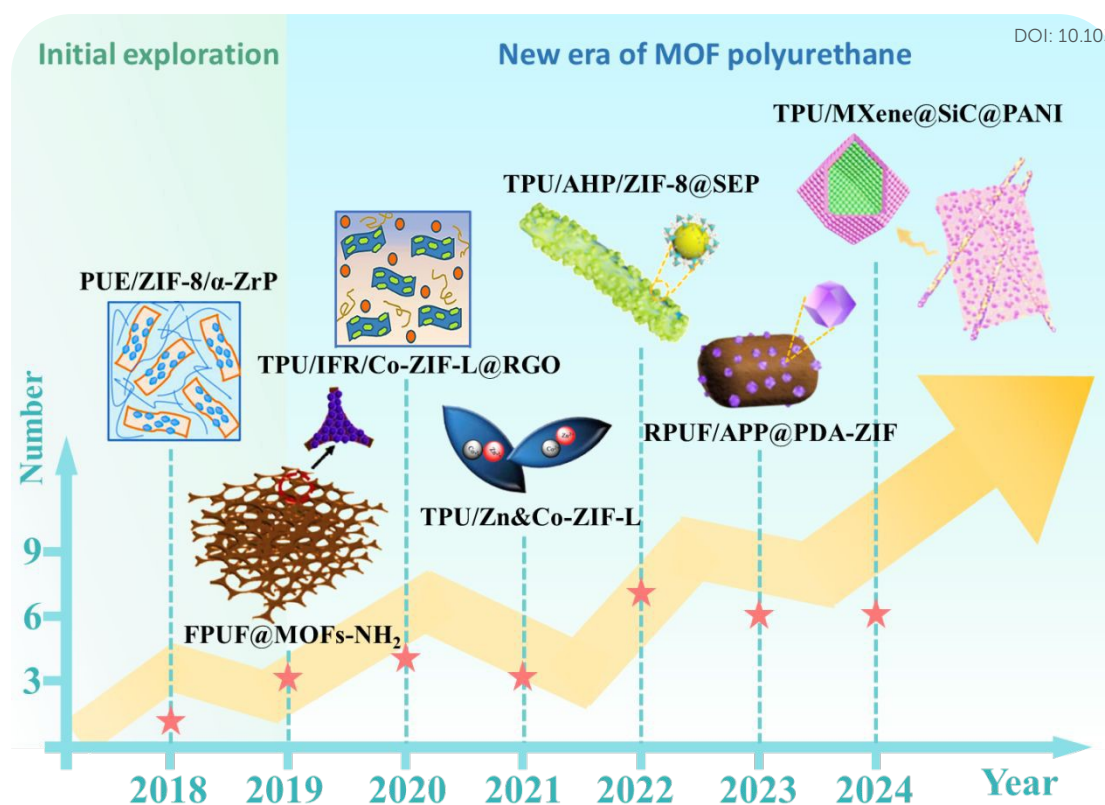 DOI: 10.10
Initial exploration
New era of MOF polyurethane
TPU/MXene@SiC@PANI
TPU/AHP/ZIF-8@SEP
PUE/ZIF-8/α-ZrP
TPU/IFR/Co-ZIF-L@RGO
RPUF/APP@PDA-ZIF
TPU/Zn&Co-ZIF-L
FPUF@MOFs-NH₂
Number
9
6
3
2018 2019 2020 2021 2022 2023 2024 Year